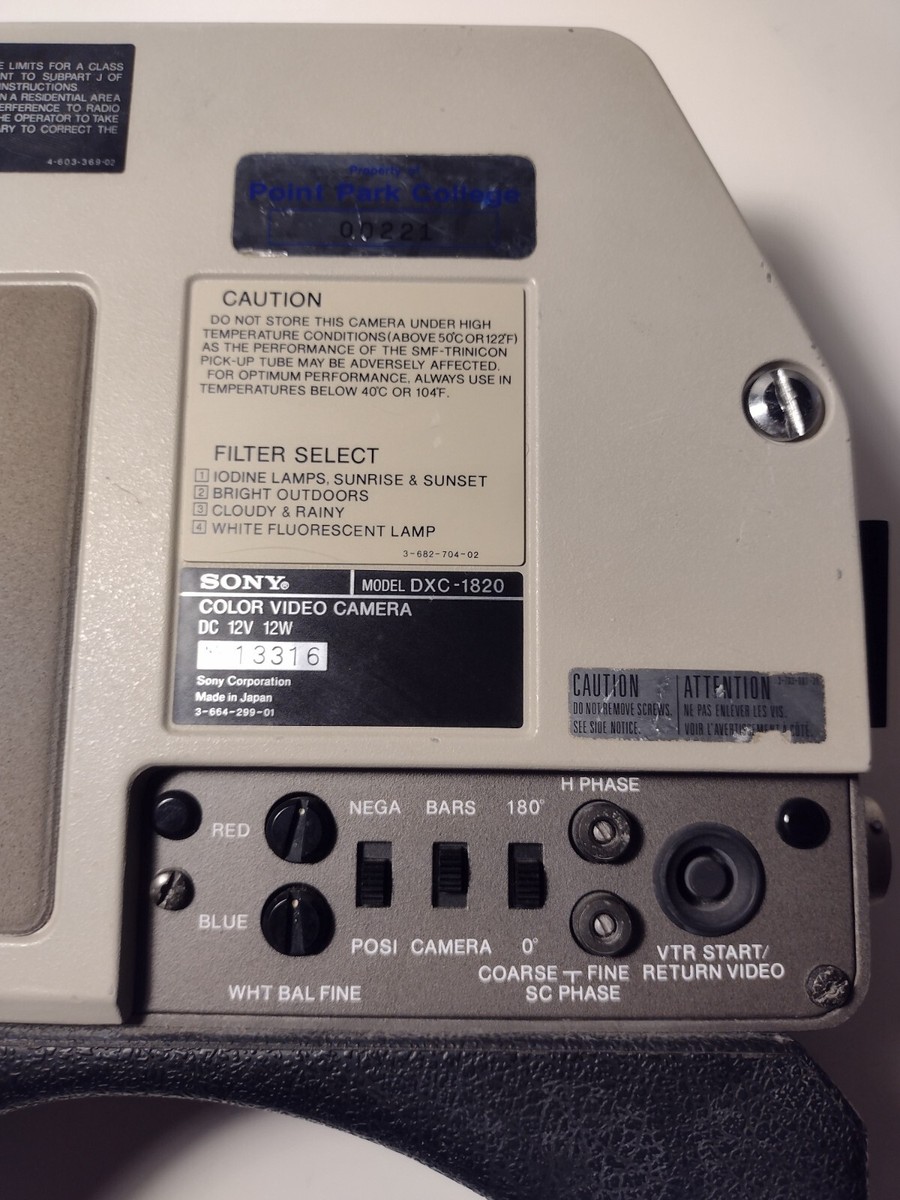 E LIMITS FOR A CLASS
NT TO SUBPART J OF
INSTRUCTIONS
N A RESIDENTIAL AREA
ERFERENCE TO RADIO
HE OPERATOR TO TAKE
RY TO CORRECT THE
4-603-369-02
Property of
Point Park College
00221
CAUTION
DO NOT STORE THIS CAMERA UNDER HIGH
TEMPERATURE CONDITIONS(ABOVE 50°C OR 122°F)
AS THE PERFORMANCE OF THE SMF-TRINICON
PICK-UP TUBE MAY BE ADVERSELY AFFECTED.
FOR OPTIMUM PERFORMANCE, ALWAYS USE IN
TEMPERATURES BELOW 40°C OR 104°F.
FILTER SELECT
1 IODINE LAMPS, SUNRISE & SUNSET
2 BRIGHT OUTDOORS
3 CLOUDY & RAINY
4 WHITE FLUORESCENT LAMP
3-682-704-02
SONY® MODEL DXC-1820
COLOR VIDEO CAMERA
DC 12V 12W
13316
Sony Corporation
Made in Japan
3-664-299-01
CAUTION
DO NOT REMOVE SCREWS.
SEE SIDE NOTICE.
ATTENTION
NE PAS ENLEVER LES VIS.
VOIR L'AVERTISSEMENT A CÔTÉ.
H PHASE
NEGA BARS 180°
RED
BLUE
POSI CAMERA 0°
VTR START/
RETURN VIDEO
COARSE FINE
SC PHASE
WHT BAL FINE